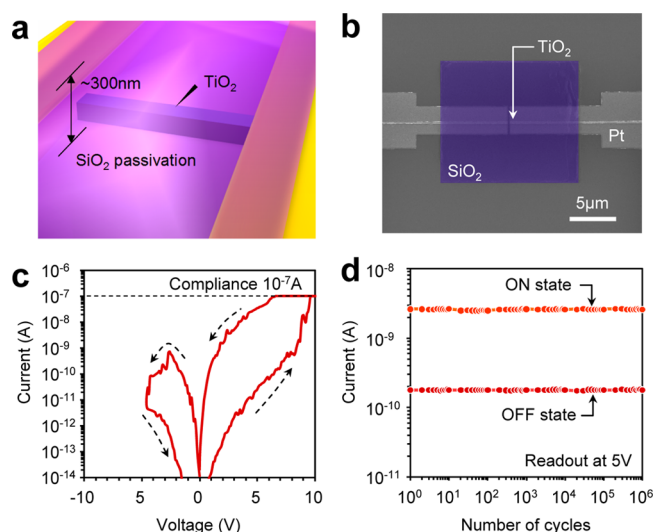 a
~300nm
TiO₂
SiO₂ passivation
b
TiO₂
Pt
SiO₂
5μm
c
10⁻⁶
10⁻⁷
10⁻⁸
10⁻⁹
10⁻¹⁰
10⁻¹¹
10⁻¹²
10⁻¹³
10⁻¹⁴
Current (A)
Compliance 10⁻⁷A
-10 -5 0 5 10
Voltage (V)
d
10⁻⁸
10⁻⁹
10⁻¹⁰
10⁻¹¹
Current (A)
ON state
OFF state
Readout at 5V
10⁰ 10¹ 10² 10³ 10⁴ 10⁵ 10⁶
Number of cycles